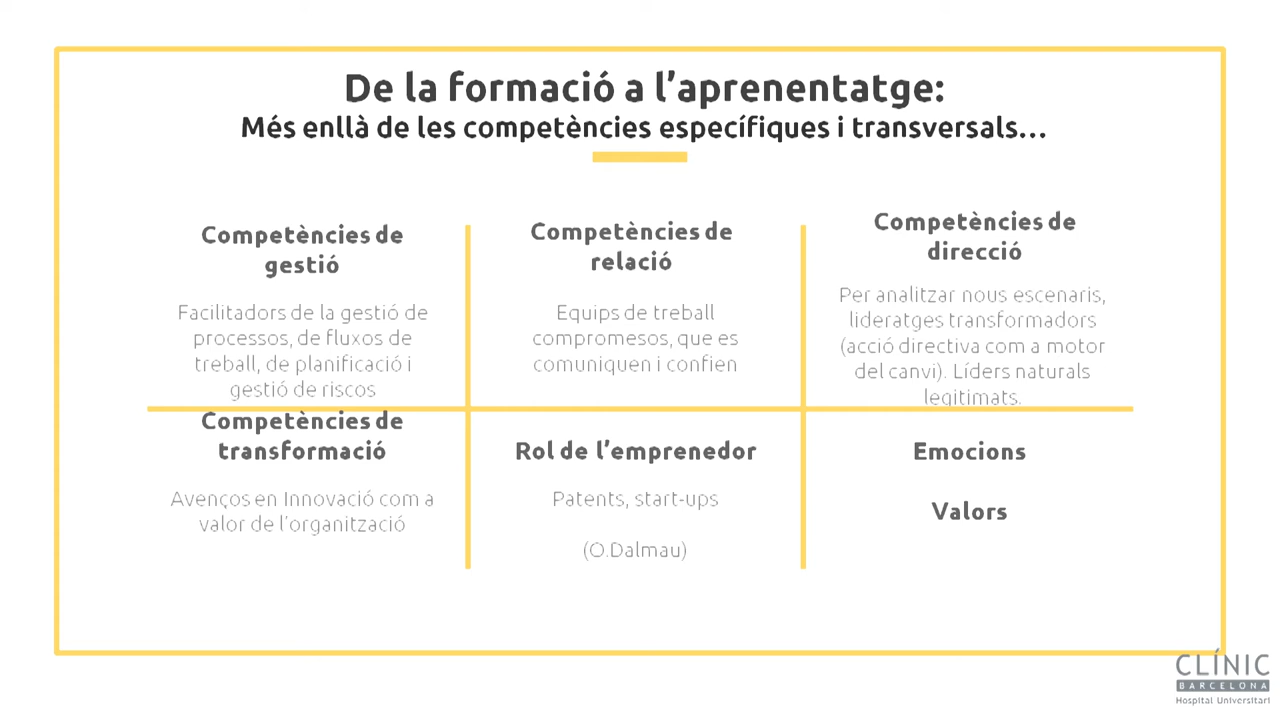 De la formació a l’aprenentatge:
Més enllà de les competències específiques i transversals...
Competències de
gestió
Facilitadors de la gestió de
processos, de fluxos de
treball, de planificació i
gestió de riscos
Competències de
relació
Equips de treball
compromesos, que es
comuniquen i confien
Competències de
direcció
Per analitzar nous escenaris,
lideratges transformadors
(acció directiva com a motor
del canvi). Líders naturals
legitimats.
Competències de
transformació
Avenços en Innovació com a
valor de l’organització
Rol de l’emprenedor
Patents, start-ups
(O.Dalmau)
Emocions
Valors
CLÍNIC
BARCELONA
Hospital Universitari